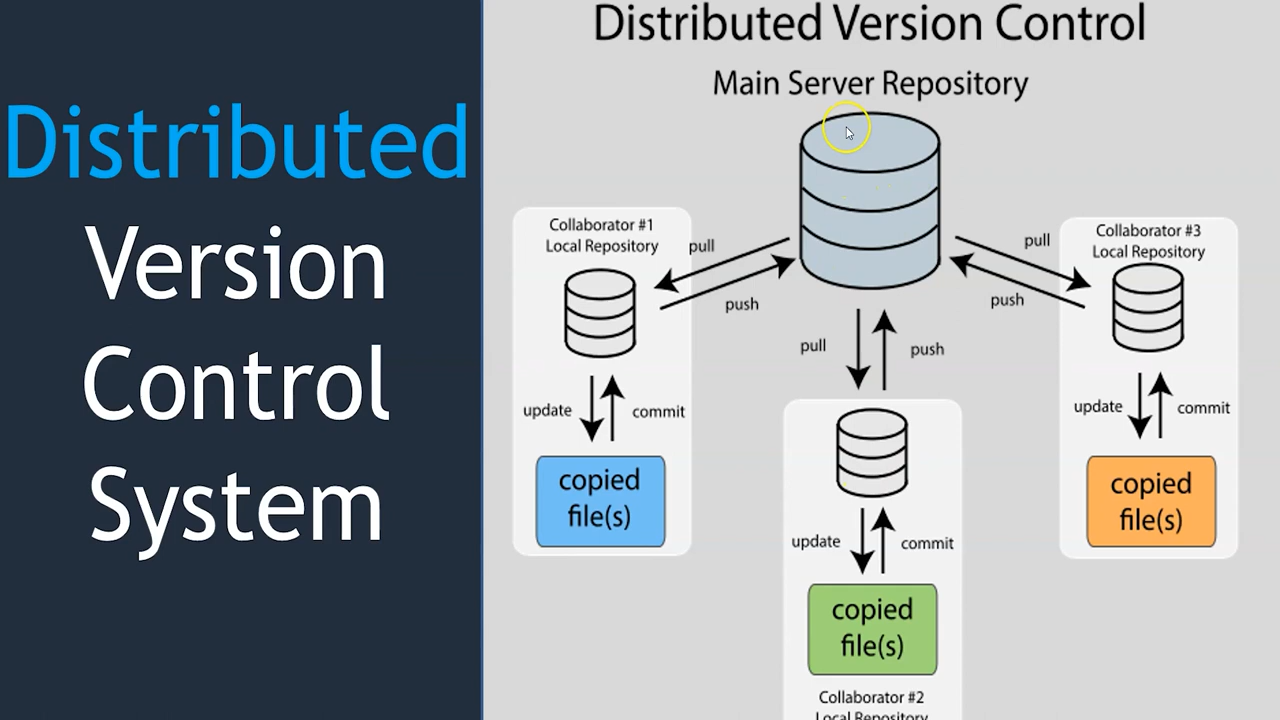 Distributed
Version
Control
System
Distributed Version Control
Main Server Repository
Collaborator #1
Local Repository
pull
push
update
commit
copied
file(s)
pull
push
update
commit
copied
file(s)
Collaborator #2
Local Repository
Collaborator #3
Local Repository
pull
push
update
commit
copied
file(s)